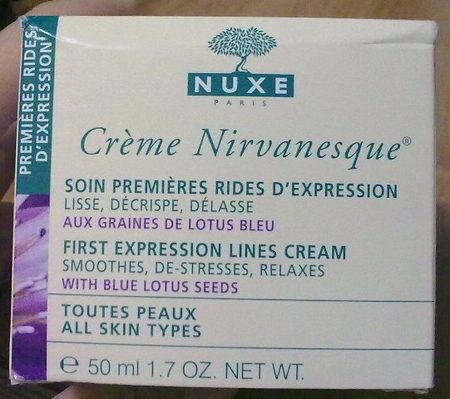 PREMIÈRES RIDES
D'EXPRESSION
NUXE
PARIS
Crème Nirvanesque®
SOIN PREMIÈRES RIDES D'EXPRESSION
LISSE, DÉCRISPE, DÉLASSE
AUX GRAINES DE LOTUS BLEU
FIRST EXPRESSION LINES CREAM
SMOOTHES, DE-STRESSES, RELAXES
WITH BLUE LOTUS SEEDS
TOUTES PEAUX
ALL SKIN TYPES
℮ 50 ml 1.7 OZ. NET WT.